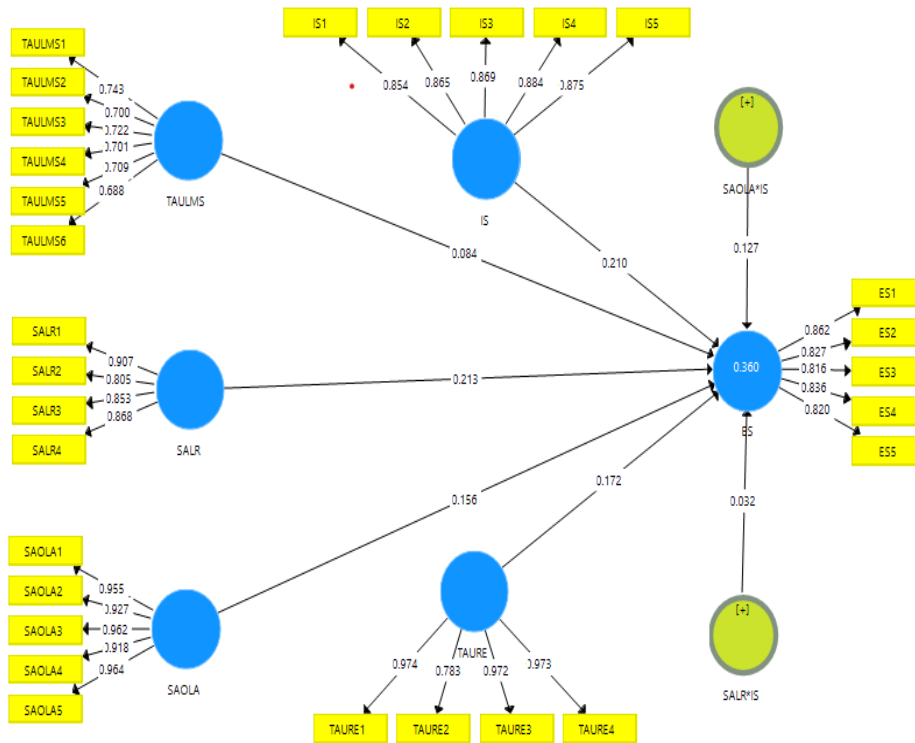 IS1 IS2 IS3 IS4 IS5
0.854 0.865 0.869 0.884 0.875
IS
TAULMS1
TAULMS2
TAULMS3
TAULMS4
TAULMS5
TAULMS6
0.743
0.700
0.722
0.701
0.709
0.688
TAULMS
[+]
SAOLA*IS
0.127
0.084
0.210
SALR1
SALR2
SALR3
SALR4
0.907
0.805
0.853
0.868
SALR
0.213
0.360
ES
0.862
0.827
0.816
0.836
0.820
ES1
ES2
ES3
ES4
ES5
0.156
0.172
0.032
SAOLA1
SAOLA2
SAOLA3
SAOLA4
SAOLA5
0.955
0.927
0.962
0.918
0.964
SAOLA
TAURE
0.974 0.783 0.972 0.973
TAURE1 TAURE2 TAURE3 TAURE4
[+]
SALR*IS